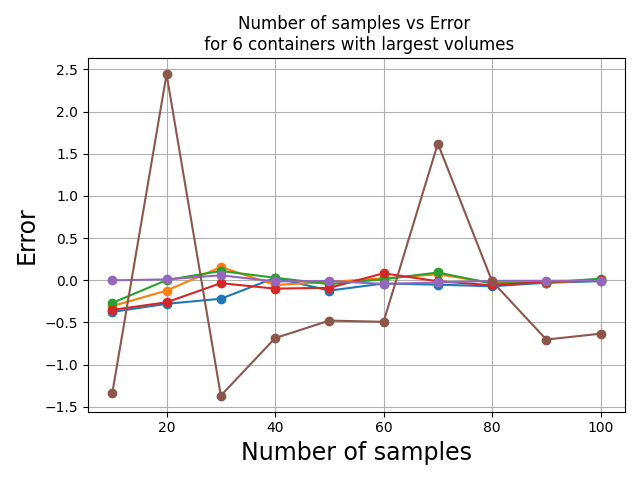 Number of samples vs Error
for 6 containers with largest volumes
2.5
2.0
1.5
1.0
0.5
0.0
−0.5
−1.0
−1.5
Error
20 40 60 80 100
Number of samples